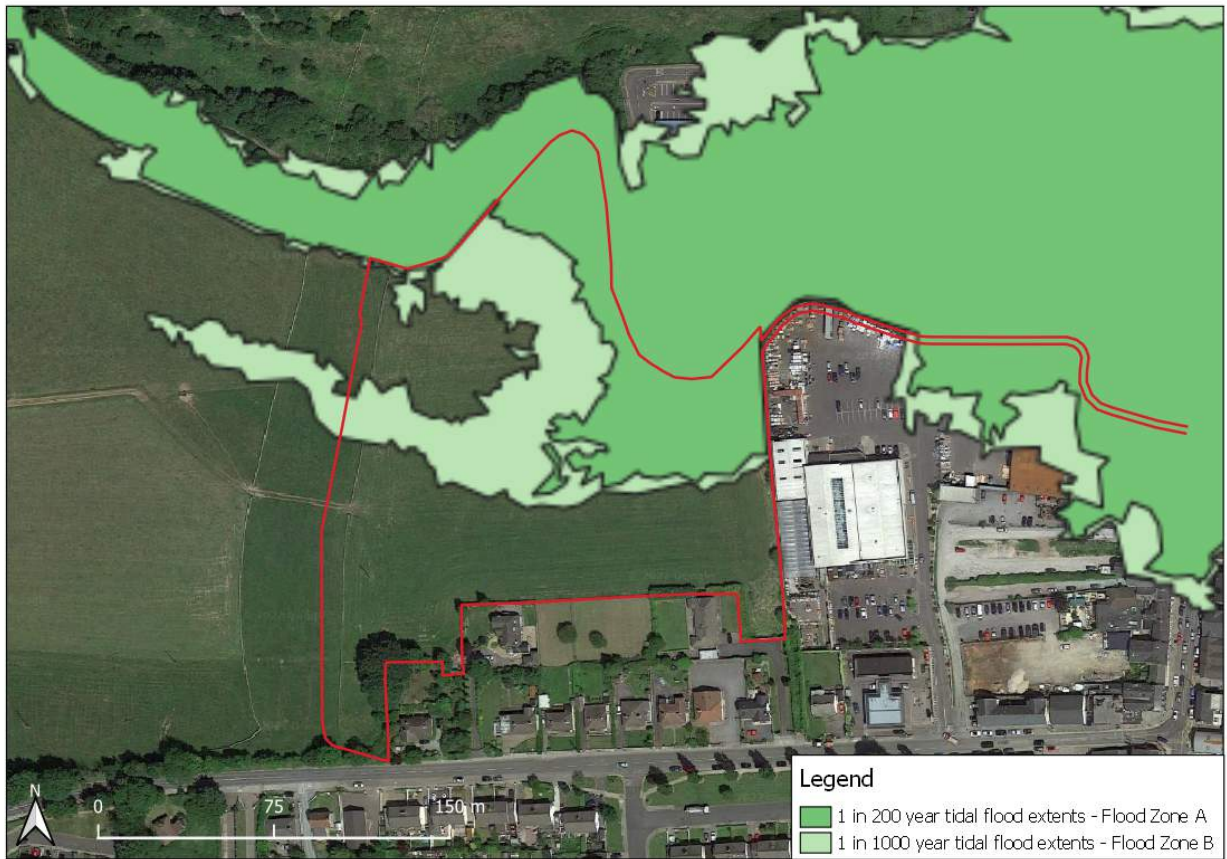 N
0 75 150 m
Legend
1 in 200 year tidal flood extents - Flood Zone A
1 in 1000 year tidal flood extents - Flood Zone B